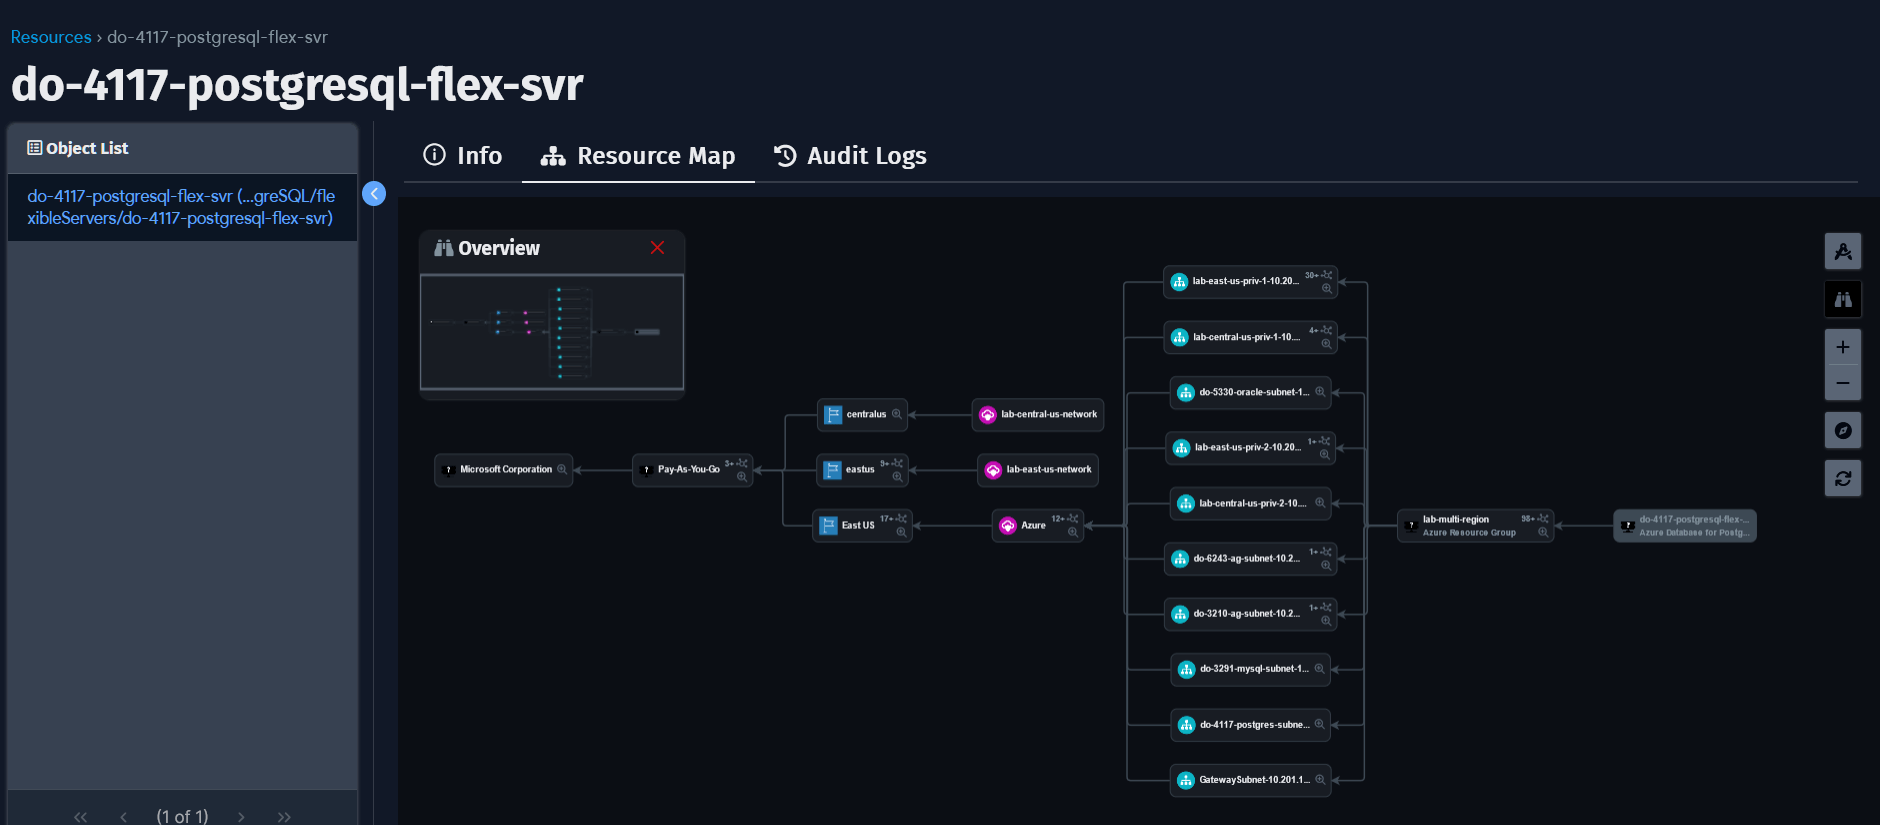 Resources › do-4117-postgresql-flex-svr
do-4117-postgresql-flex-svr
Object List
do-4117-postgresql-flex-svr (...greSQL/fle
xibleServers/do-4117-postgresql-flex-svr)
(1 of 1)
Info
Resource Map
Audit Logs
Overview
Microsoft Corporation
Pay-As-You-Go 3+
centralus
eastus 9+
East US 17+
lab-central-us-network
lab-east-us-network
Azure 12+
lab-east-us-priv-1-10.20... 30+
lab-central-us-priv-1-10.... 4+
do-5330-oracle-subnet-1...
lab-east-us-priv-2-10.20... 1+
lab-central-us-priv-2-10....
do-6243-ag-subnet-10.2... 1+
do-3210-ag-subnet-10.2... 1+
do-3291-mysql-subnet-1...
do-4117-postgres-subne...
GatewaySubnet-10.201.1...
lab-multi-region 98+
Azure Resource Group
do-4117-postgresql-flex-...
Azure Database for Postg...